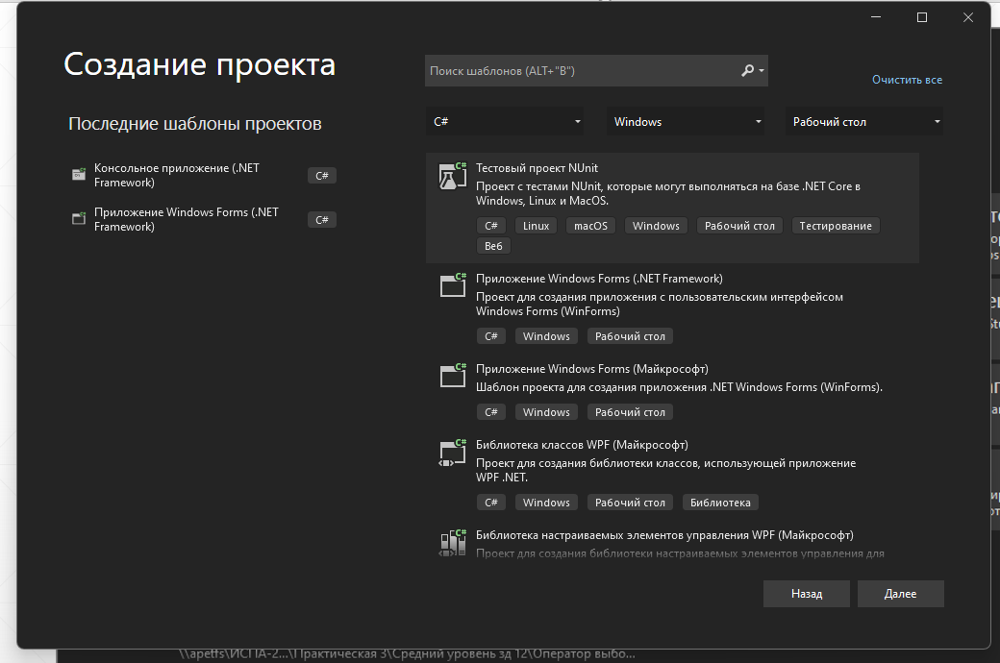 Создание проекта
Поиск шаблонов (ALT+"В")
Очистить все
Последние шаблоны проектов
C#
Windows
Рабочий стол
Консольное приложение (.NET
Framework)
C#
Приложение Windows Forms (.NET
Framework)
C#
Тестовый проект NUnit
Проект с тестами NUnit, которые могут выполняться на базе .NET Core в
Windows, Linux и MacOS.
C# Linux macOS Windows Рабочий стол Тестирование
Веб
Приложение Windows Forms (.NET Framework)
Проект для создания приложения с пользовательским интерфейсом
Windows Forms (WinForms)
C# Windows Рабочий стол
Приложение Windows Forms (Майкрософт)
Шаблон проекта для создания приложения .NET Windows Forms (WinForms).
C# Windows Рабочий стол
Библиотека классов WPF (Майкрософт)
Проект для создания библиотеки классов, использующей приложение
WPF .NET.
C# Windows Рабочий стол Библиотека
Библиотека настраиваемых элементов управления WPF (Майкрософт)
Проект для создания библиотеки настраиваемых элементов управления для
Назад
Далее
\\apetfs\ИСПА-2...\Практическая 3\Средний уровень зд 12\Оператор выбо...